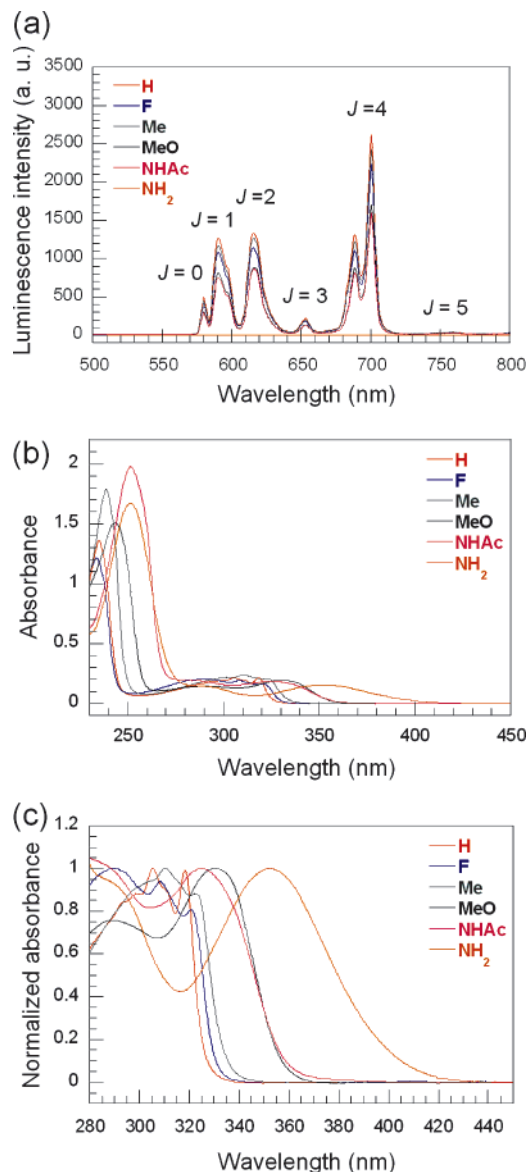 (a)
Luminescence intensity (a. u.)
3500
3000
2500
2000
1500
1000
500
0
H
F
Me
MeO
NHAc
NH₂
J = 0
J = 1
J = 2
J = 3
J = 4
J = 5
500 550 600 650 700 750 800
Wavelength (nm)
(b)
Absorbance
2
1.5
1
0.5
0
H
F
Me
MeO
NHAc
NH₂
250 300 350 400 450
Wavelength (nm)
(c)
Normalized absorbance
1.2
1
0.8
0.6
0.4
0.2
0
H
F
Me
MeO
NHAc
NH₂
280 300 320 340 360 380 400 420 440
Wavelength (nm)